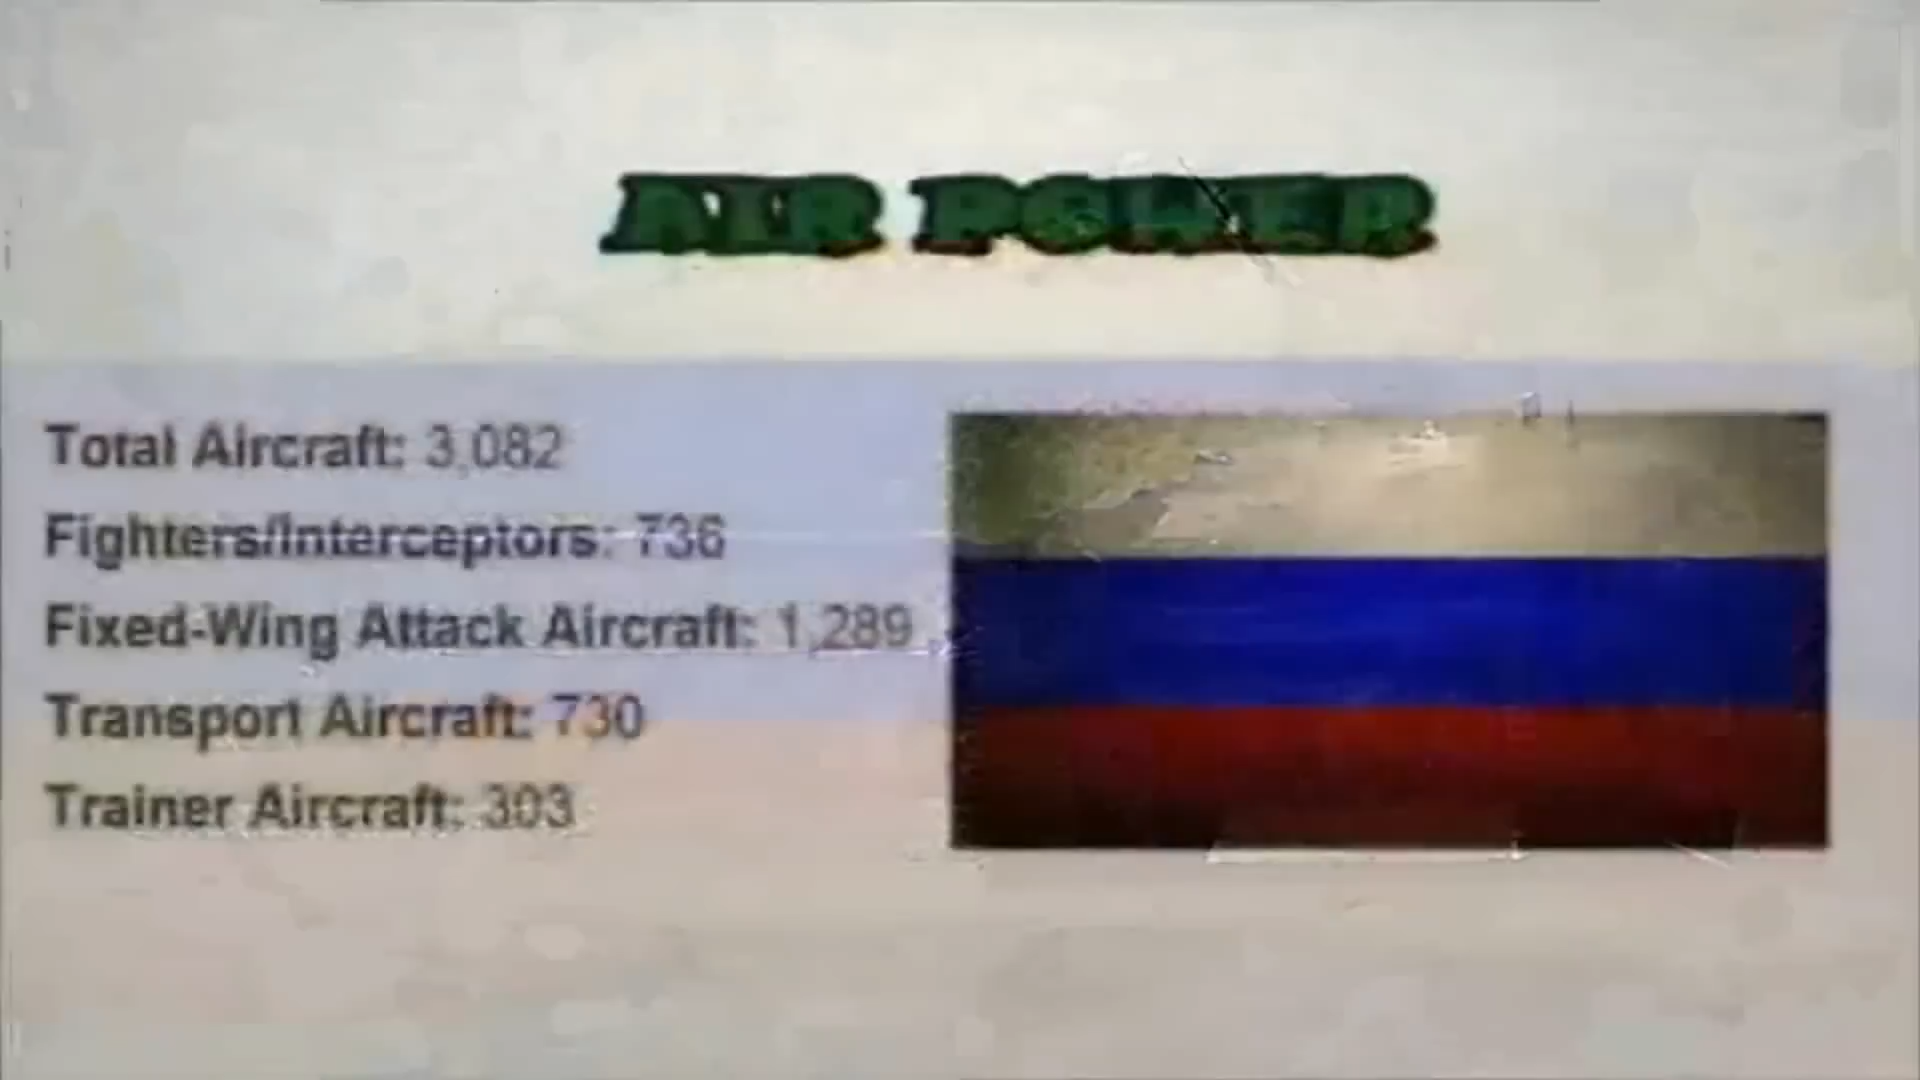 AIR POWER
Total Aircraft: 3,082
Fighters/Interceptors: 736
Fixed-Wing Attack Aircraft: 1,289
Transport Aircraft: 730
Trainer Aircraft: 303